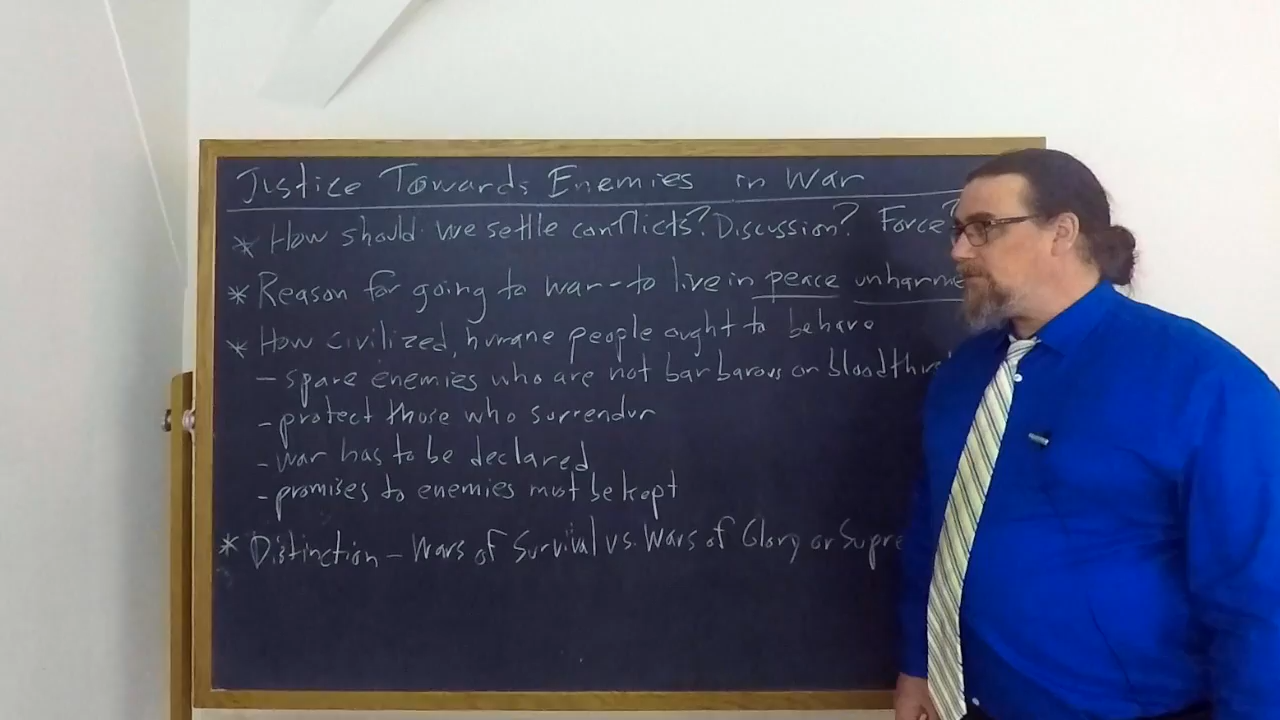 Justice Towards Enemies in War
* How should we settle conflicts? Discussion? Force?
* Reason for going to war - to live in peace unharme
* How civilized, humane people ought to behave
- spare enemies who are not barbarous or bloodthirs
- protect those who surrender
- war has to be declared
- promises to enemies must be kept
* Distinction - Wars of Survival vs. Wars of Glory or Supre